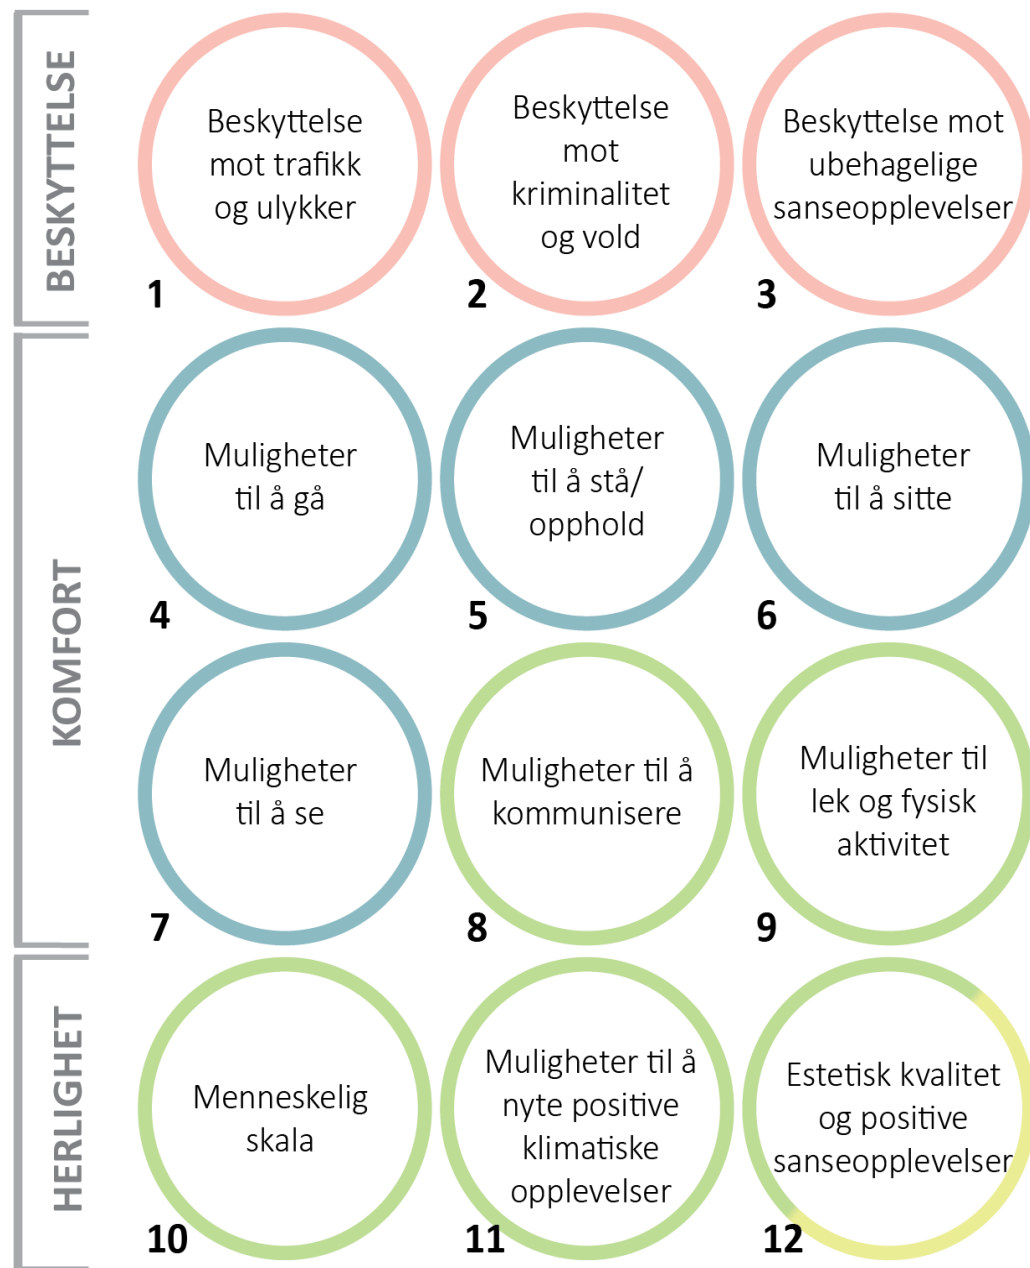 BESKYTTELSE
Beskyttelse
mot trafikk
og ulykker
1
Beskyttelse
mot
kriminalitet
og vold
2
Beskyttelse mot
ubehagelige
sanseopplevelser
3
KOMFORT
Muligheter
til å gå
4
Muligheter
til å stå/
opphold
5
Muligheter
til å sitte
6
Muligheter
til å se
7
Muligheter til å
kommunisere
8
Muligheter til
lek og fysisk
aktivitet
9
HERLIGHET
Menneskelig
skala
10
Muligheter til å
nyte positive
klimatiske
opplevelser
11
Estetisk kvalitet
og positive
sanseopplevelser
12